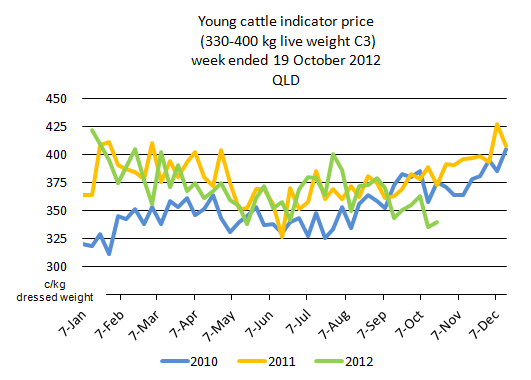 Young cattle indicator price
(330-400 kg live weight C3)
week ended 19 October 2012
QLD
450
425
400
375
350
325
300
c/kg
dressed weight
7-Jan 7-Feb 7-Mar 7-Apr 7-May 7-Jun 7-Jul 7-Aug 7-Sep 7-Oct 7-Nov 7-Dec
2010 2011 2012